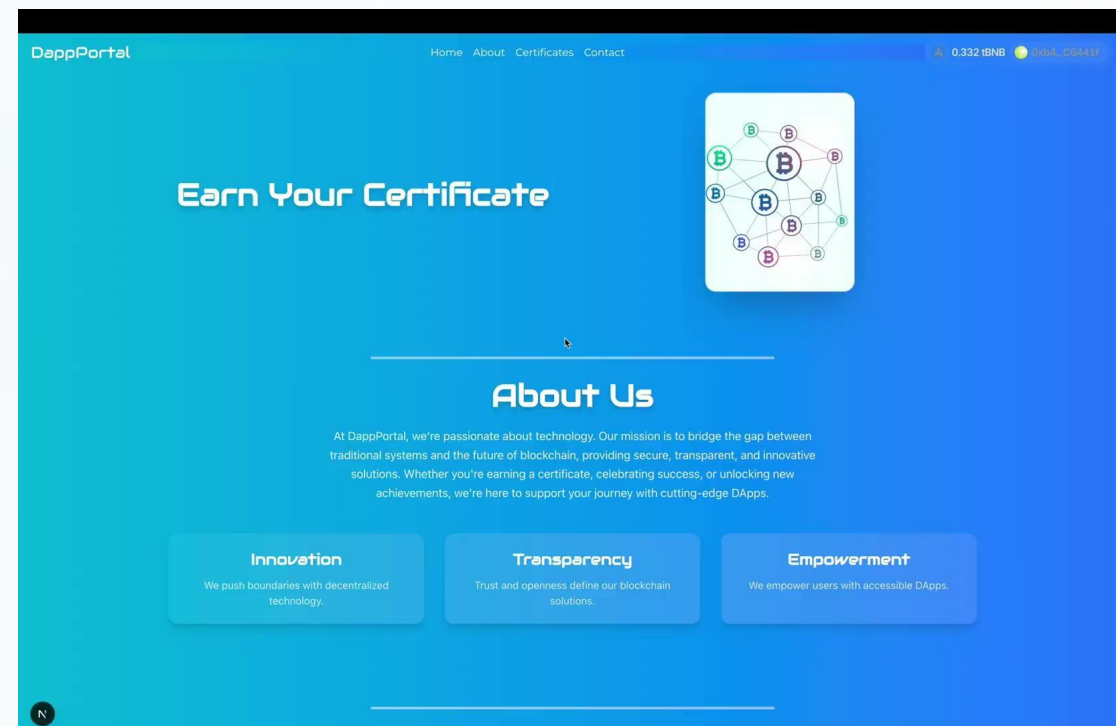 DappPortal
Home About Certificates Contact
0.332 tBNB 0xb4...C6441f
Earn Your Certificate
About Us
At DappPortal, we're passionate about technology. Our mission is to bridge the gap between
traditional systems and the future of blockchain, providing secure, transparent, and innovative
solutions. Whether you're earning a certificate, celebrating success, or unlocking new
achievements, we're here to support your journey with cutting-edge DApps.
Innovation
We push boundaries with decentralized
technology.
Transparency
Trust and openness define our blockchain
solutions.
Empowerment
We empower users with accessible DApps.
N